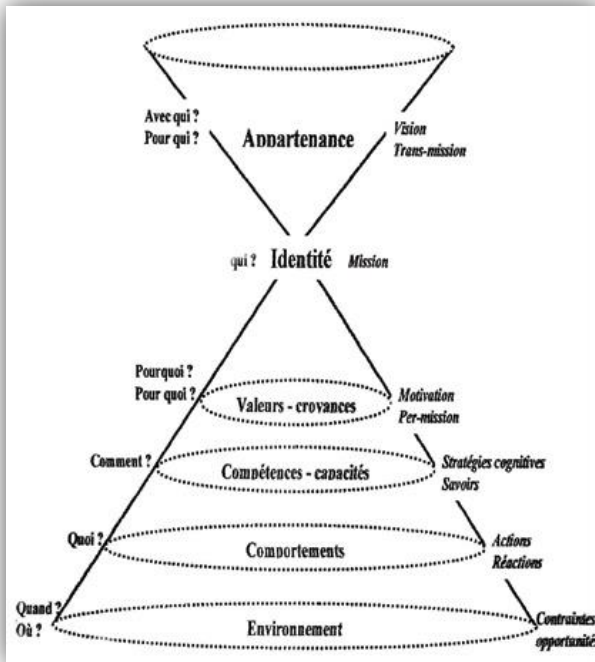 Avec qui ?
Pour qui ?
Appartenance
Vision
Trans-mission
qui ? Identité Mission
Pourquoi ?
Pour quoi ?
Valeurs - croyances
Motivation
Per-mission
Comment ?
Compétences - capacités
Stratégies cognitives
Savoirs
Quoi ?
Comportements
Actions
Réactions
Quand ?
Où ?
Environnement
Contraintes
opportunités